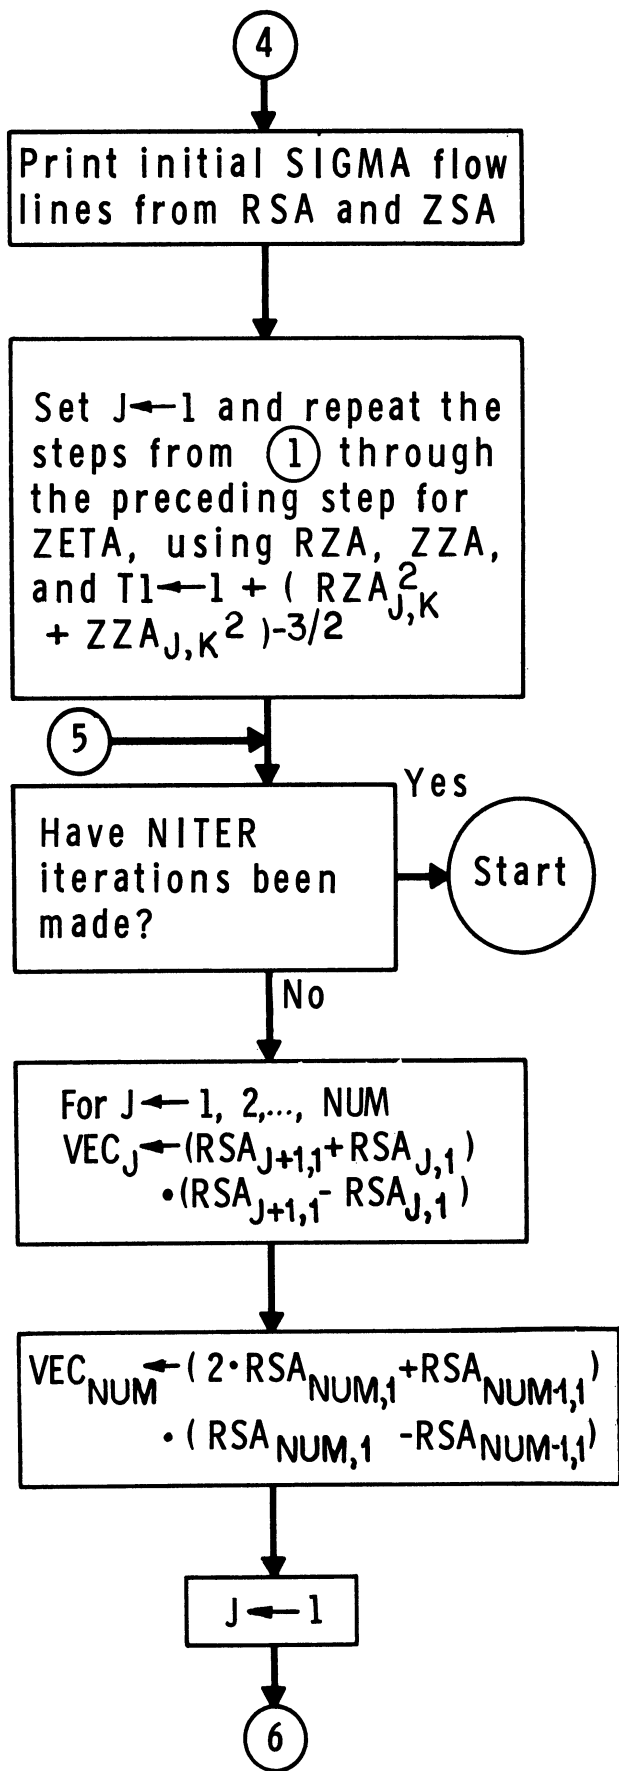 4
Print initial SIGMA flow
lines from RSA and ZSA
Set J←1 and repeat the
steps from 1 through
the preceding step for
ZETA, using RZA, ZZA,
and T1←1 + ( RZA²J,K
+ ZZAJ,K² )-3/2
5
Yes
Have NITER
iterations been
made?
Start
No
For J← 1, 2,..., NUM
VECJ←(RSAJ+1,1+RSAJ,1)
•(RSAJ+1,1- RSAJ,1)
VECNUM←(2•RSANUM,1+RSANUM-1,1)
•( RSANUM,1 -RSANUM-1,1)
J←1
6